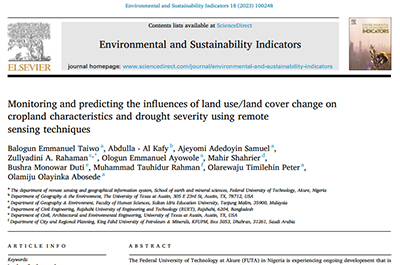 Environmental and Sustainability Indicators 18 (2023) 100248
Contents lists available at ScienceDirect
Environmental and Sustainability Indicators
ELSEVIER
journal homepage: www.sciencedirect.com/journal/environmental-and-sustainability-indicators
INDICATORS
Monitoring and predicting the influences of land use/land cover change on
cropland characteristics and drought severity using remote
sensing techniques
Balogun Emmanuel Taiwo a, Abdulla - Al Kafy b, Ajeyomi Adedoyin Samuel a,
Zullyadini A. Rahaman c,*, Ologun Emmanuel Ayowole a, Mahir Shahrier d,
Bushra Monowar Duti e, Muhammad Tauhidur Rahman f, Olarewaju Timilehin Peter a,
Olamiju Olayinka Abosede a
a The department of remote sensing and geographical information system, School of earth and mineral sciences, Federal University of Technology, Akure, Nigeria
b Department of Geography & the Environment, The University of Texas at Austin, 305 E 23rd St, Austin, TX, 78712, USA
c Department of Geography & Environment, Faculty of Human Sciences, Sultan Idris Education University, Tanjung Malim, 35900, Malaysia
d Department of Civil Engineering, Rajshahi University of Engineering & Technology (RUET), Rajshahi, 6204, Bangladesh
e Department of Civil, Architectural and Environmental Engineering, University of Texas at Austin, Austin, TX, USA
f Department of City and Regional Planning, King Fahd University of Petroleum & Minerals, KFUPM, Box 5053, Dhahran, 31261, Saudi Arabia
ARTICLE INFO
ABSTRACT
The Federal University of Technology at Akure (FUTA) in Nigeria is experiencing ongoing development that is